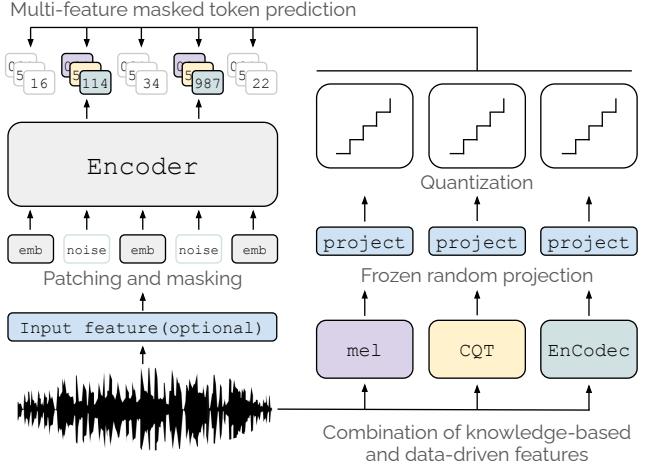 Multi-feature masked token prediction
16 114 34 987 22
Encoder
emb noise emb noise emb
Patching and masking
Input feature(optional)
Quantization
project project project
Frozen random projection
mel CQT EnCodec
Combination of knowledge-based
and data-driven features